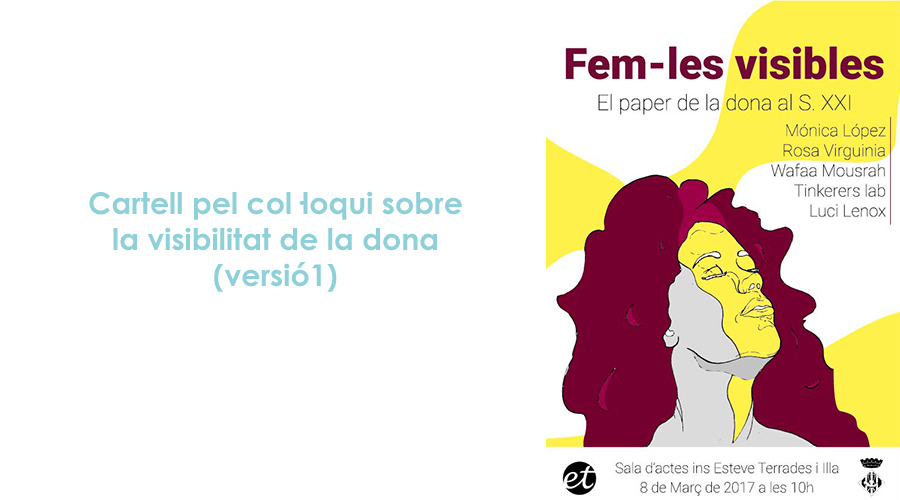 Cartell pel col·loqui sobre
la visibilitat de la dona
(versió1)
Fem-les visibles
El paper de la dona al S. XXI
Mónica López
Rosa Virguinia
Wafaa Mousrah
Tinkerers lab
Luci Lenox
et
Sala d'actes ins Esteve Terrades i Illa
8 de Març de 2017 a les 10h